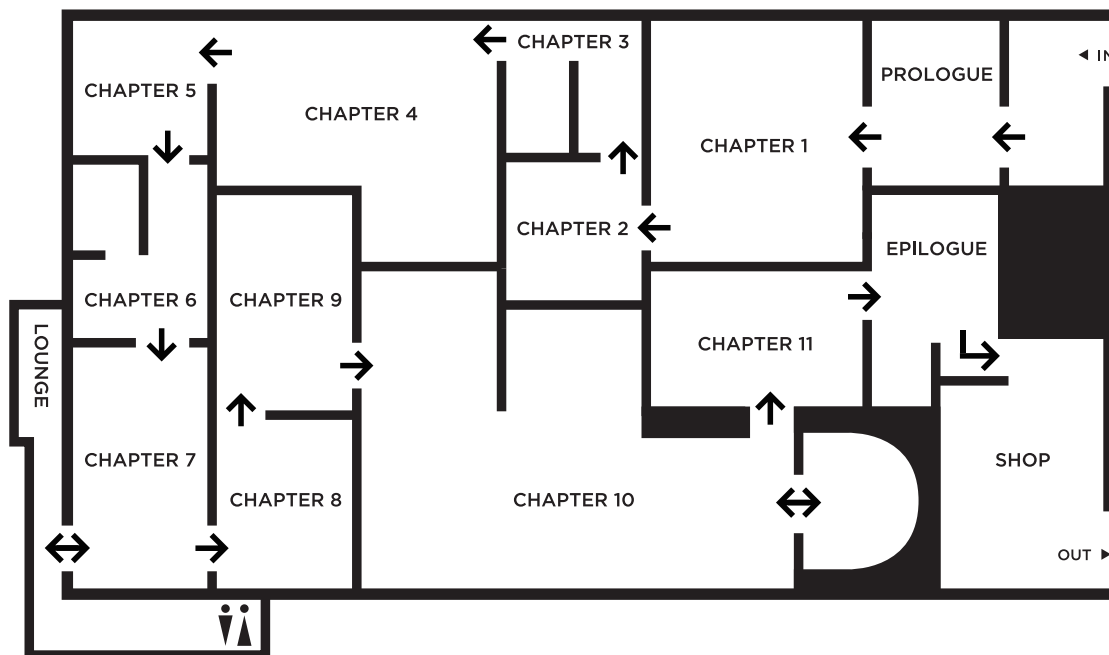 CHAPTER 3
IN
PROLOGUE
CHAPTER 5
CHAPTER 4
CHAPTER 1
CHAPTER 2
EPILOGUE
CHAPTER 6
CHAPTER 9
CHAPTER 11
LOUNGE
CHAPTER 7
SHOP
CHAPTER 8
CHAPTER 10
OUT